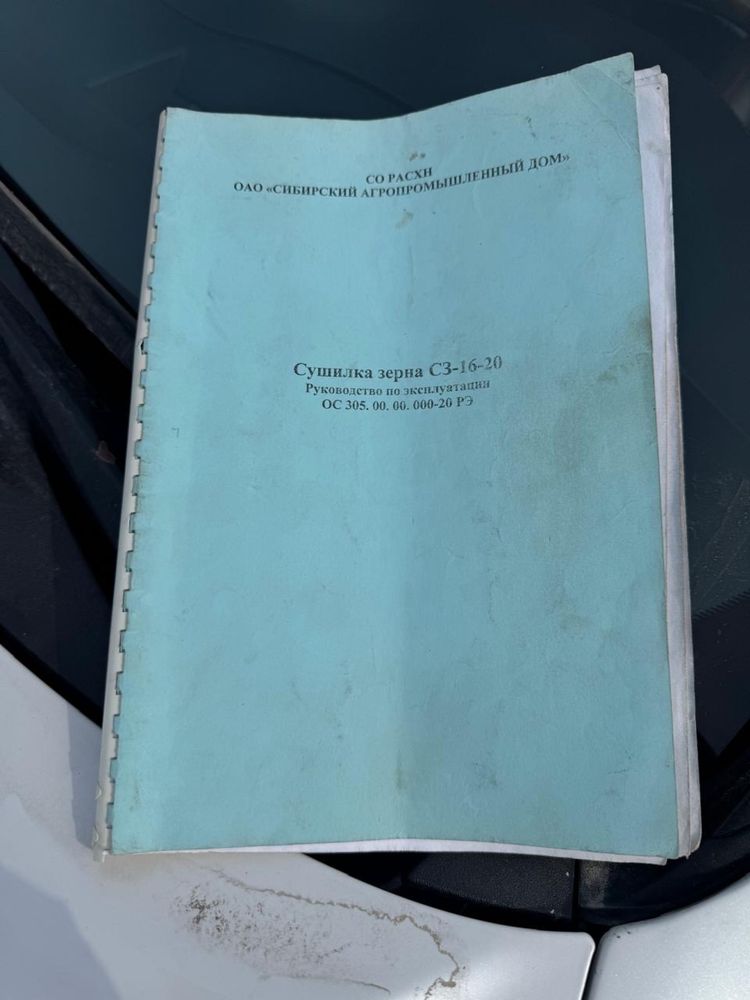 СО РАСХН
ОАО «СИБИРСКИЙ АГРОПРОМЫШЛЕННЫЙ ДОМ»
Сушилка зерна СЗ-16-20
Руководство по эксплуатации
ОС 305. 00. 00. 000-20 РЭ